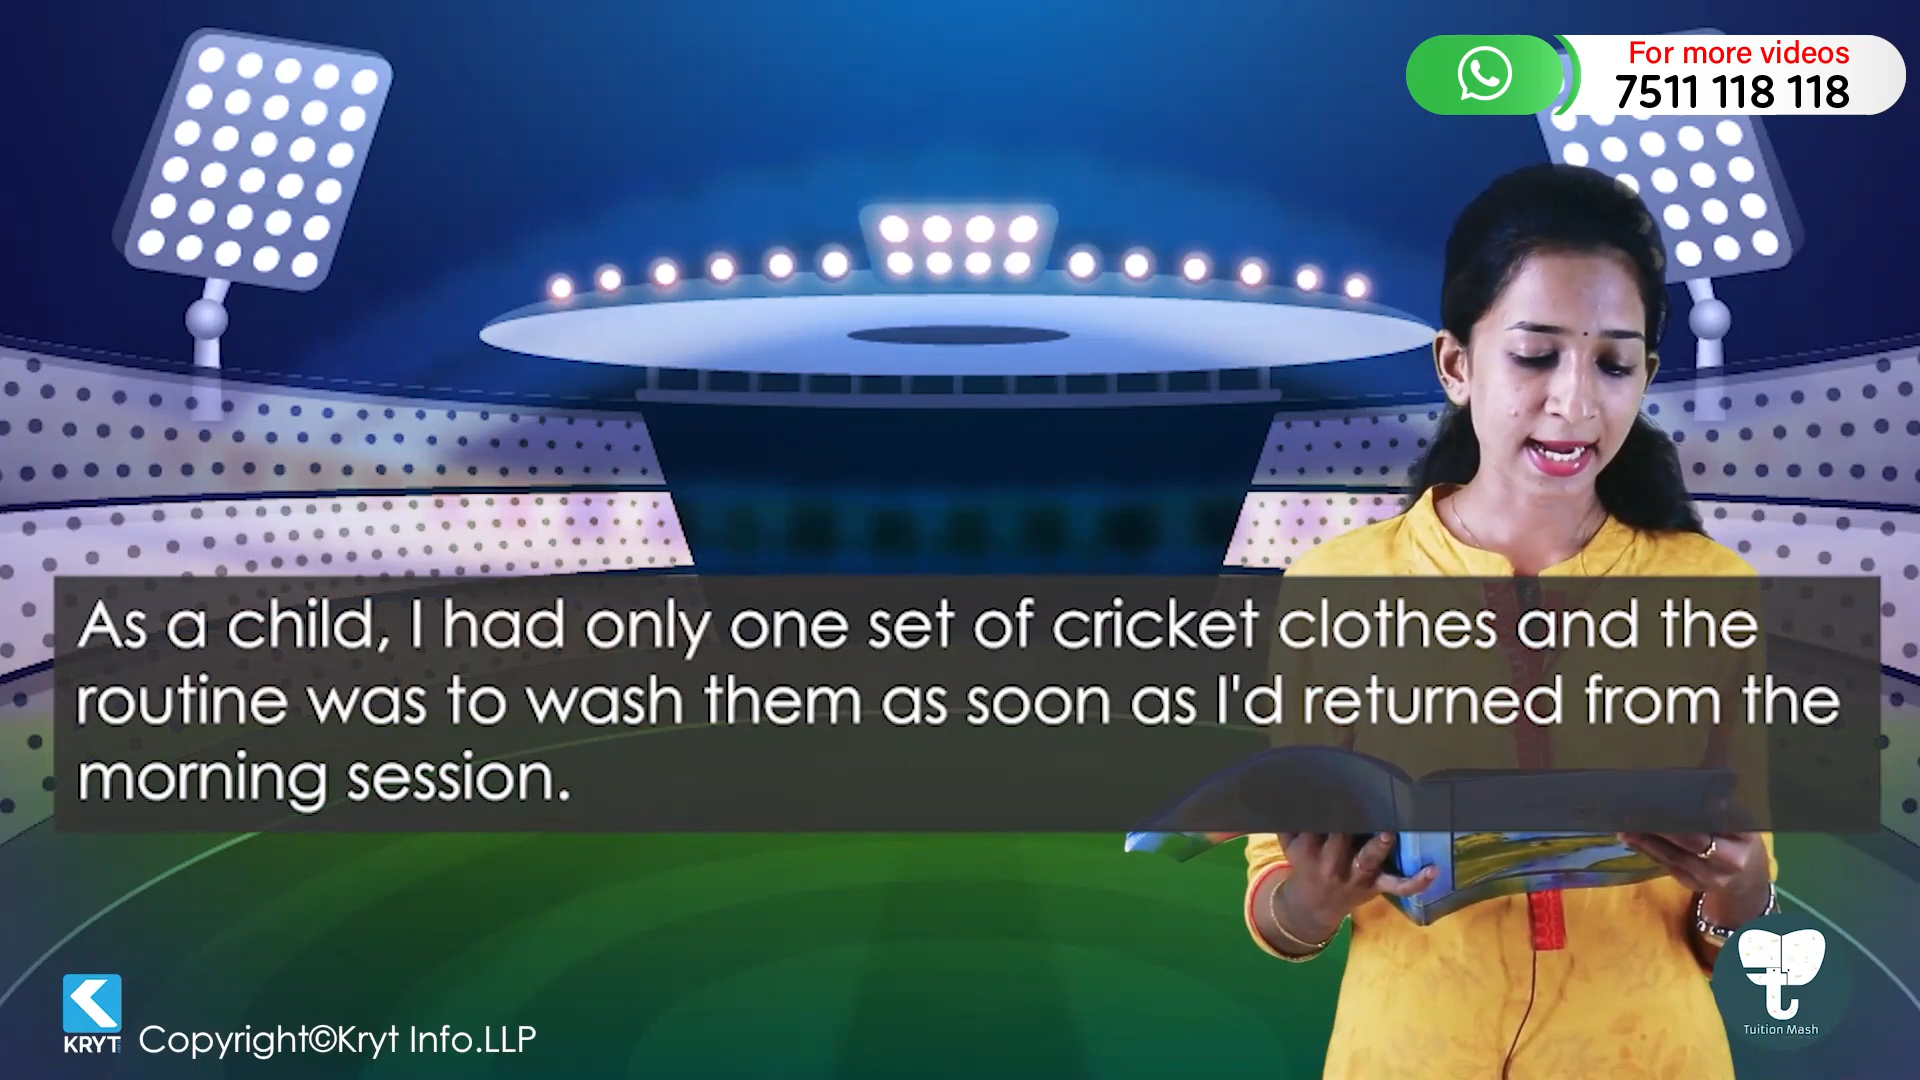 For more videos
7511 118 118
As a child, I had only one set of cricket clothes and the
routine was to wash them as soon as I'd returned from the
morning session.
KRYT
Copyright©Kryt Info.LLP
Tuition Mash